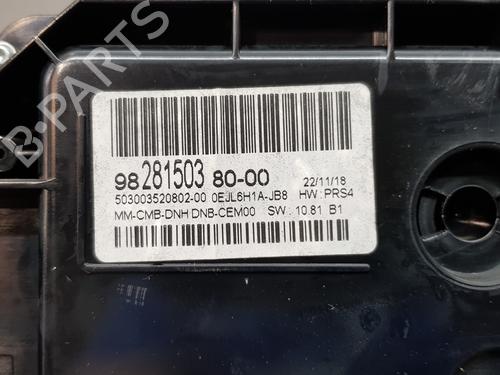 B-PARTS
98 281503 80-00 22/11/18
503003520802-00 0EJL6H1A-JB8 HW: PRS4
MM-CMB-DNH DNB-CEM00 SW: 10.81 B1